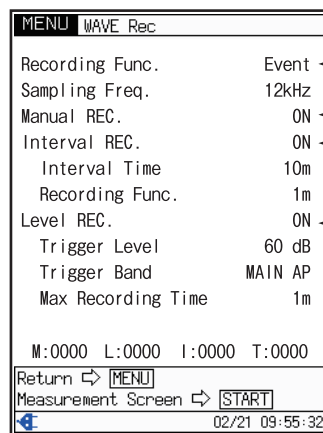 MENU WAVE Rec
Recording Func. Event
Sampling Freq. 12kHz
Manual REC. ON
Interval REC. ON
Interval Time 10m
Recording Func. 1m
Level REC. ON
Trigger Level 60 dB
Trigger Band MAIN AP
Max Recording Time 1m
M:0000 L:0000 I:0000 T:0000
Return ⇨ MENU
Measurement Screen ⇨ START
02/21 09:55:32